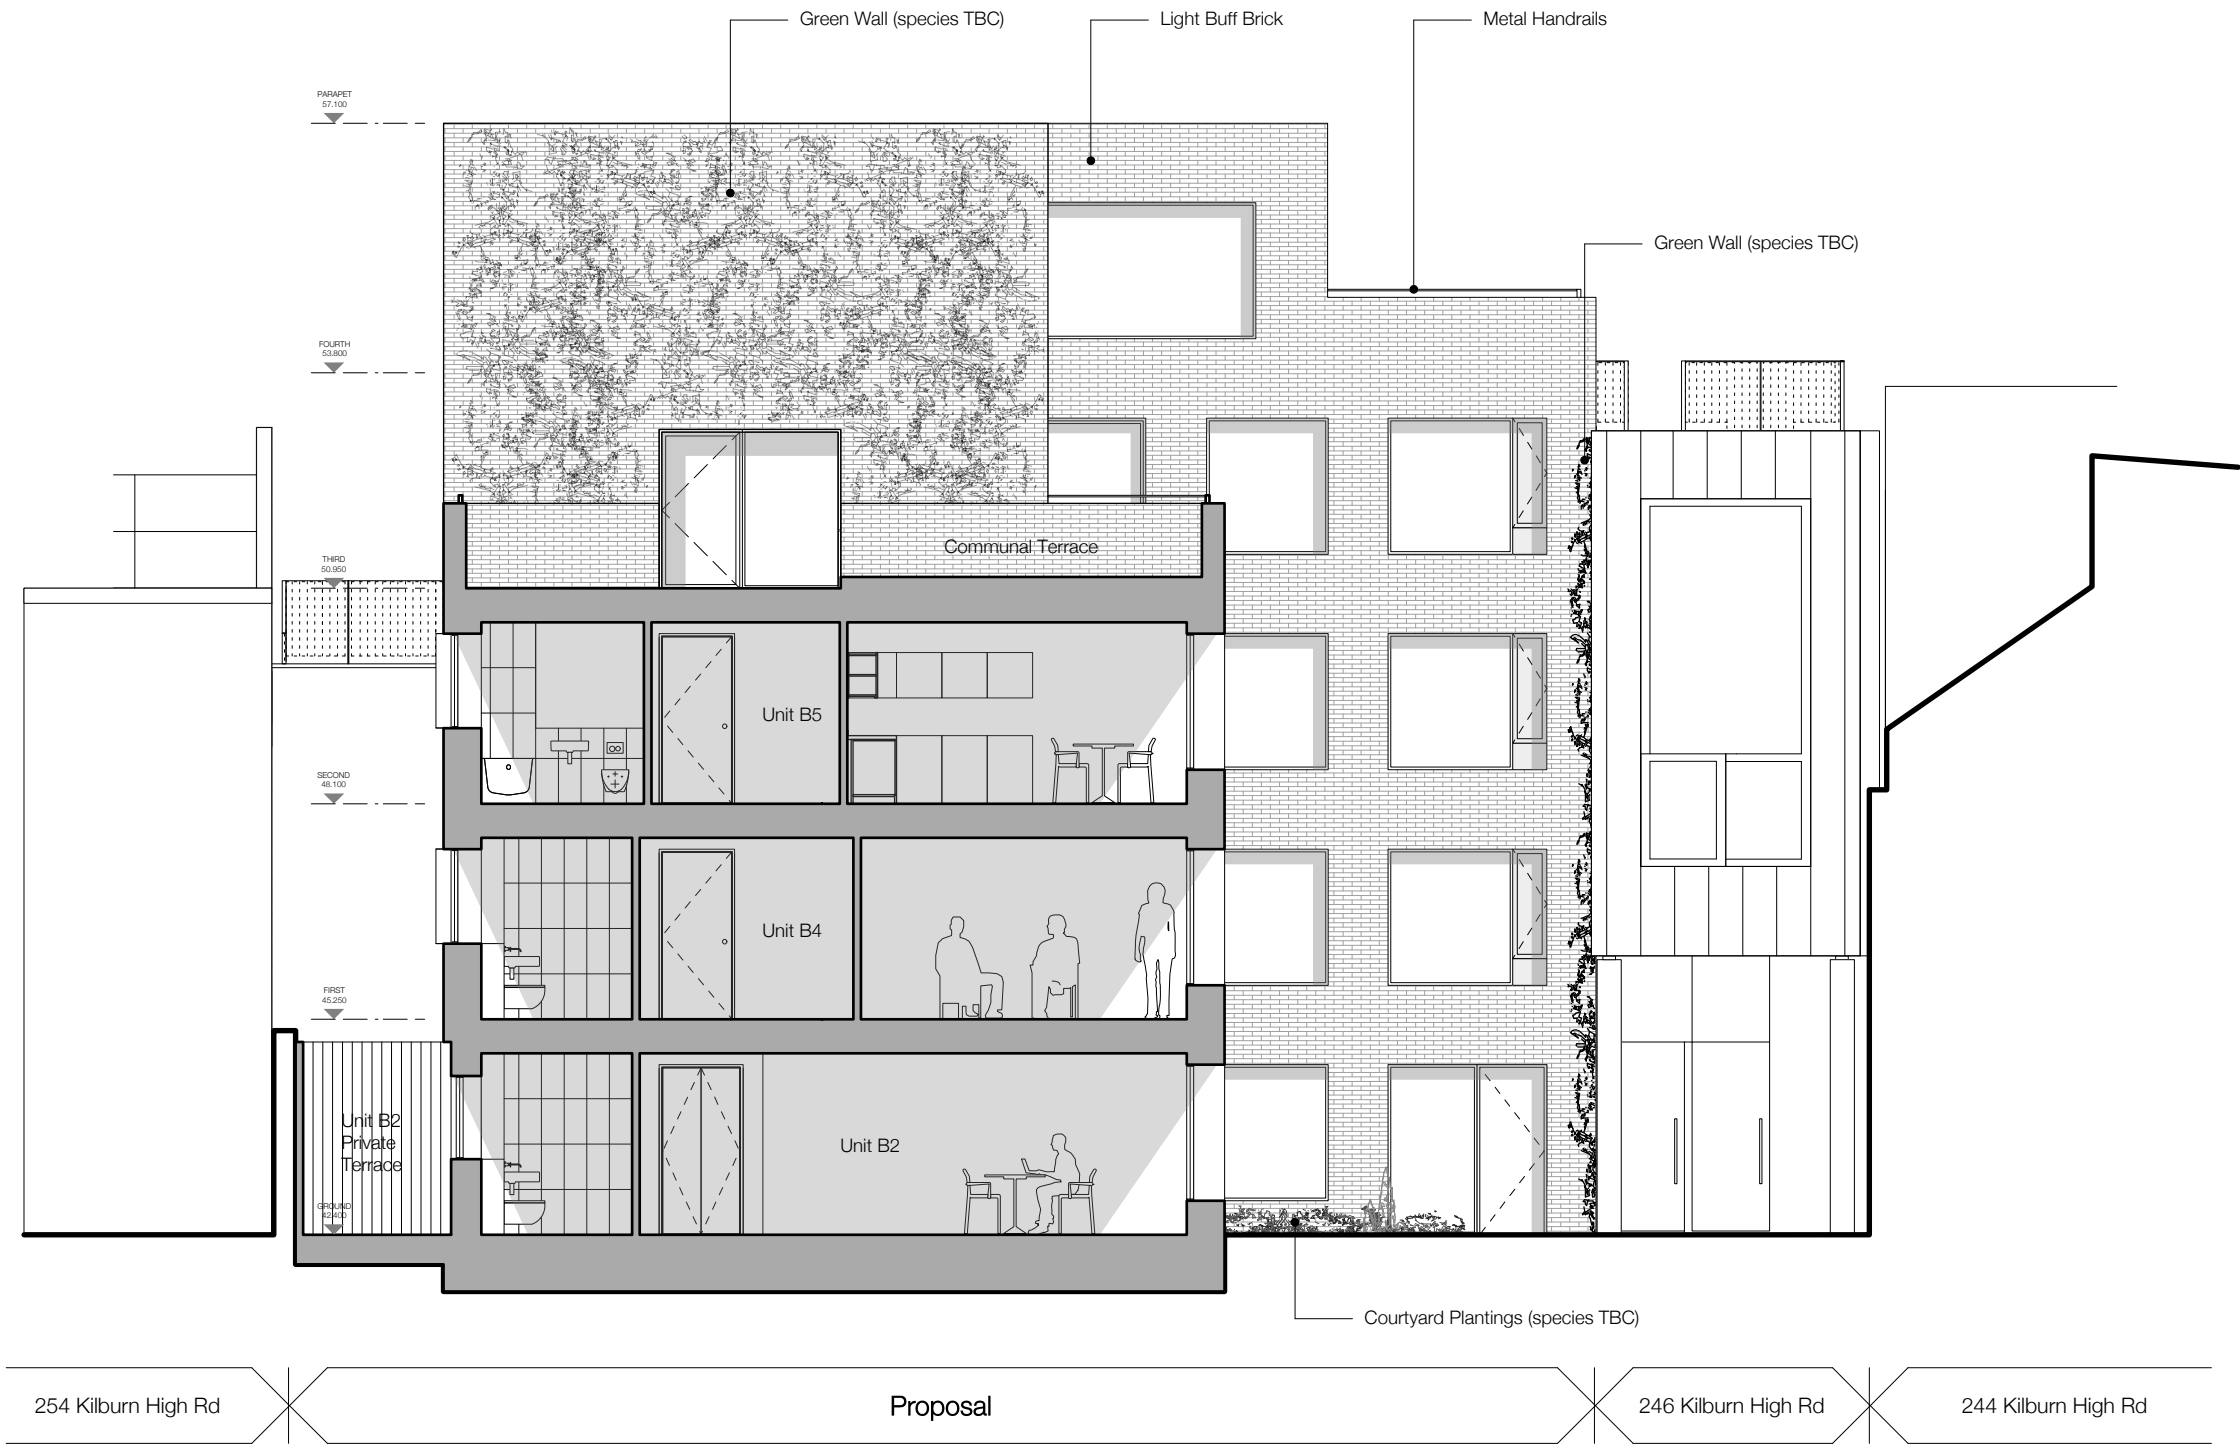 Green Wall (species TBC)
Light Buff Brick
Metal Handrails
PARAPET
57.100
Green Wall (species TBC)
FOURTH
53.800
Communal Terrace
THIRD
50.950
Unit B5
SECOND
48.100
Unit B4
FIRST
45.250
Unit B2
Private
Terrace
Unit B2
GROUND
42.400
Courtyard Plantings (species TBC)
254 Kilburn High Rd
Proposal
246 Kilburn High Rd
244 Kilburn High Rd